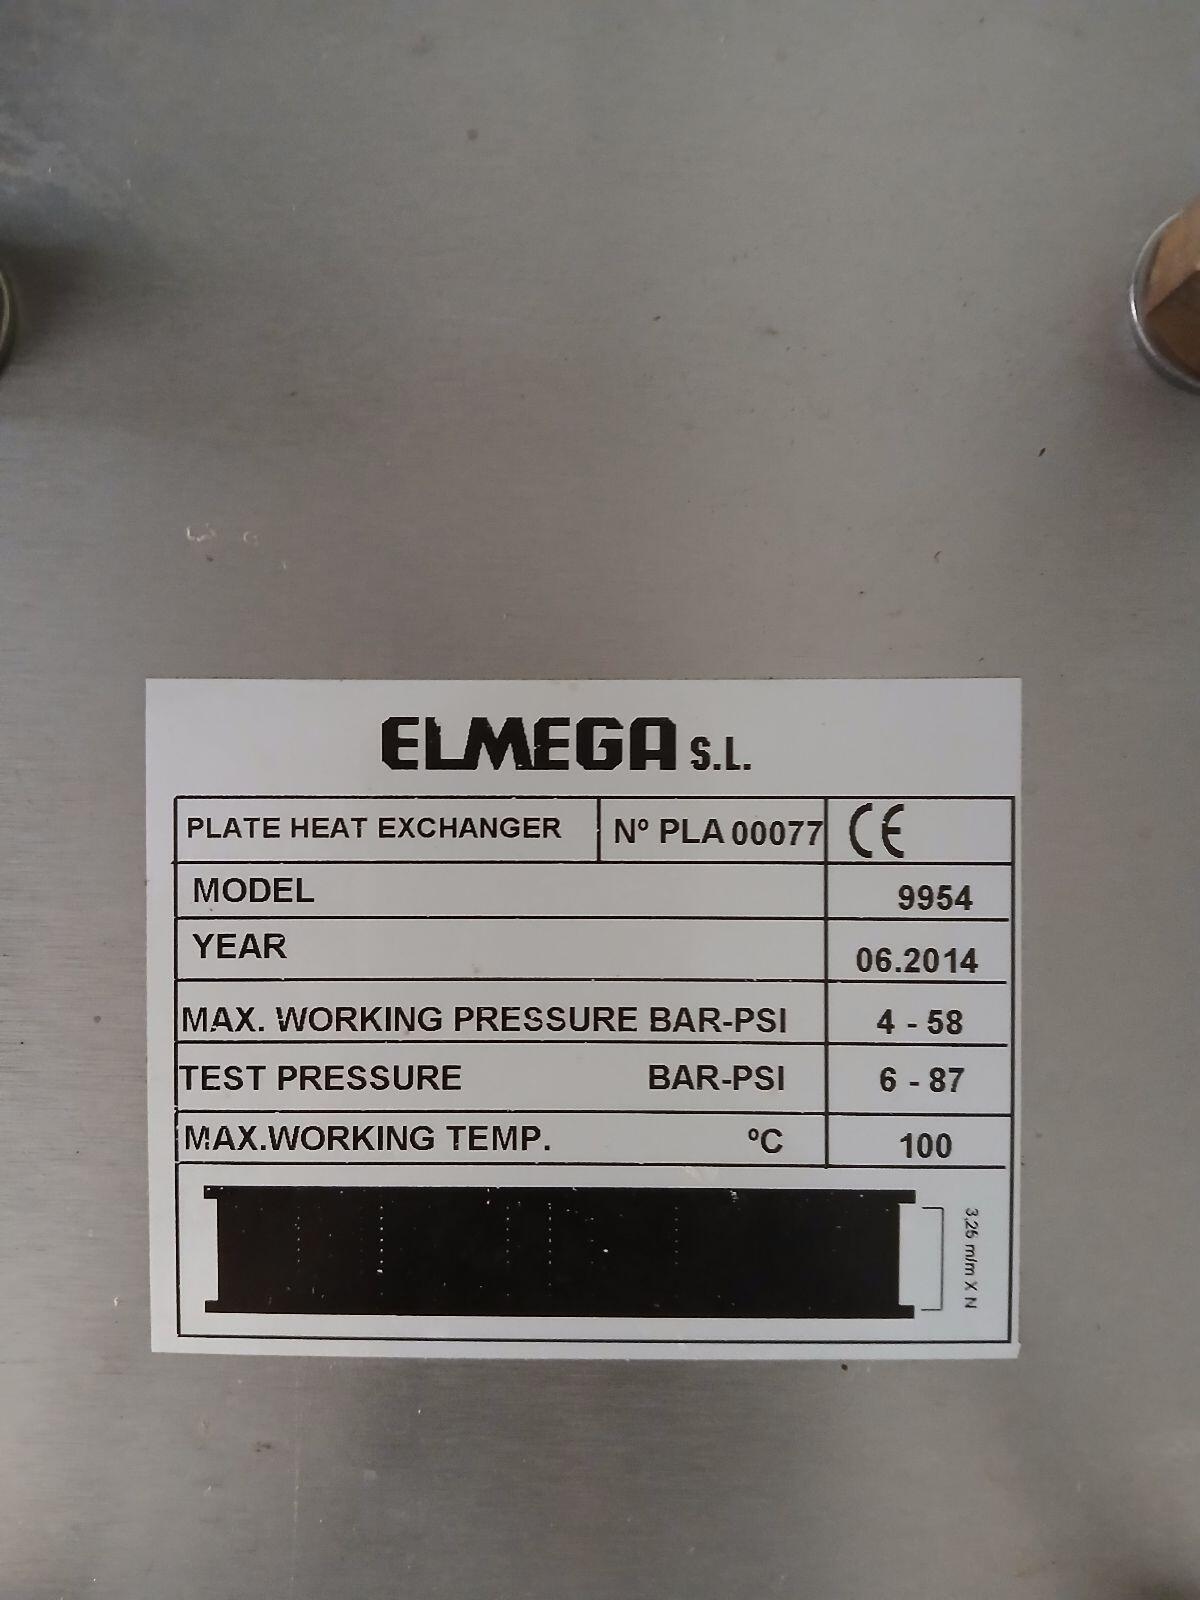 ELMEGA S.L.
PLATE HEAT EXCHANGER Nº PLA 00077 CE
MODEL 9954
YEAR 06.2014
MAX. WORKING PRESSURE BAR-PSI 4 - 58
TEST PRESSURE BAR-PSI 6 - 87
MAX.WORKING TEMP. ºC 100
3,25 m/m X N